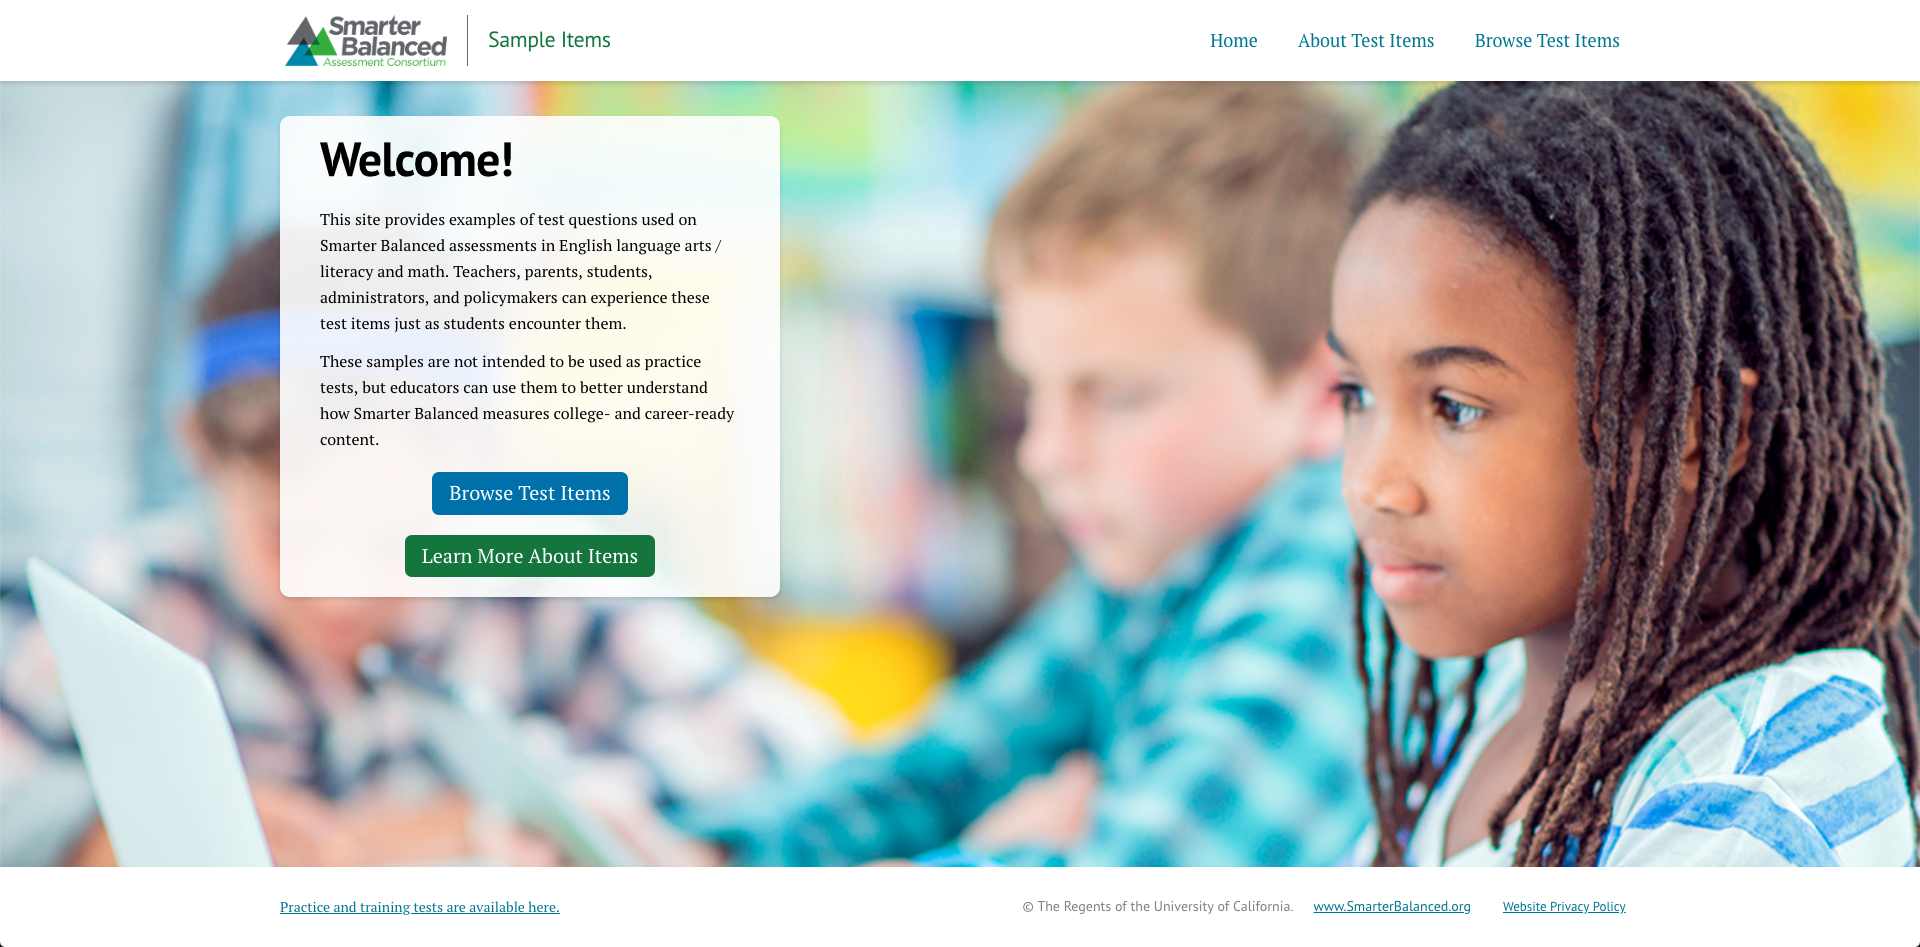 Smarter
Balanced
Assessment Consortium
Sample Items
Home
About Test Items
Browse Test Items
Welcome!
This site provides examples of test questions used on
Smarter Balanced assessments in English language arts /
literacy and math. Teachers, parents, students,
administrators, and policymakers can experience these
test items just as students encounter them.
These samples are not intended to be used as practice
tests, but educators can use them to better understand
how Smarter Balanced measures college- and career-ready
content.
Browse Test Items
Learn More About Items
Practice and training tests are available here.
© The Regents of the University of California.
www.SmarterBalanced.org
Website Privacy Policy